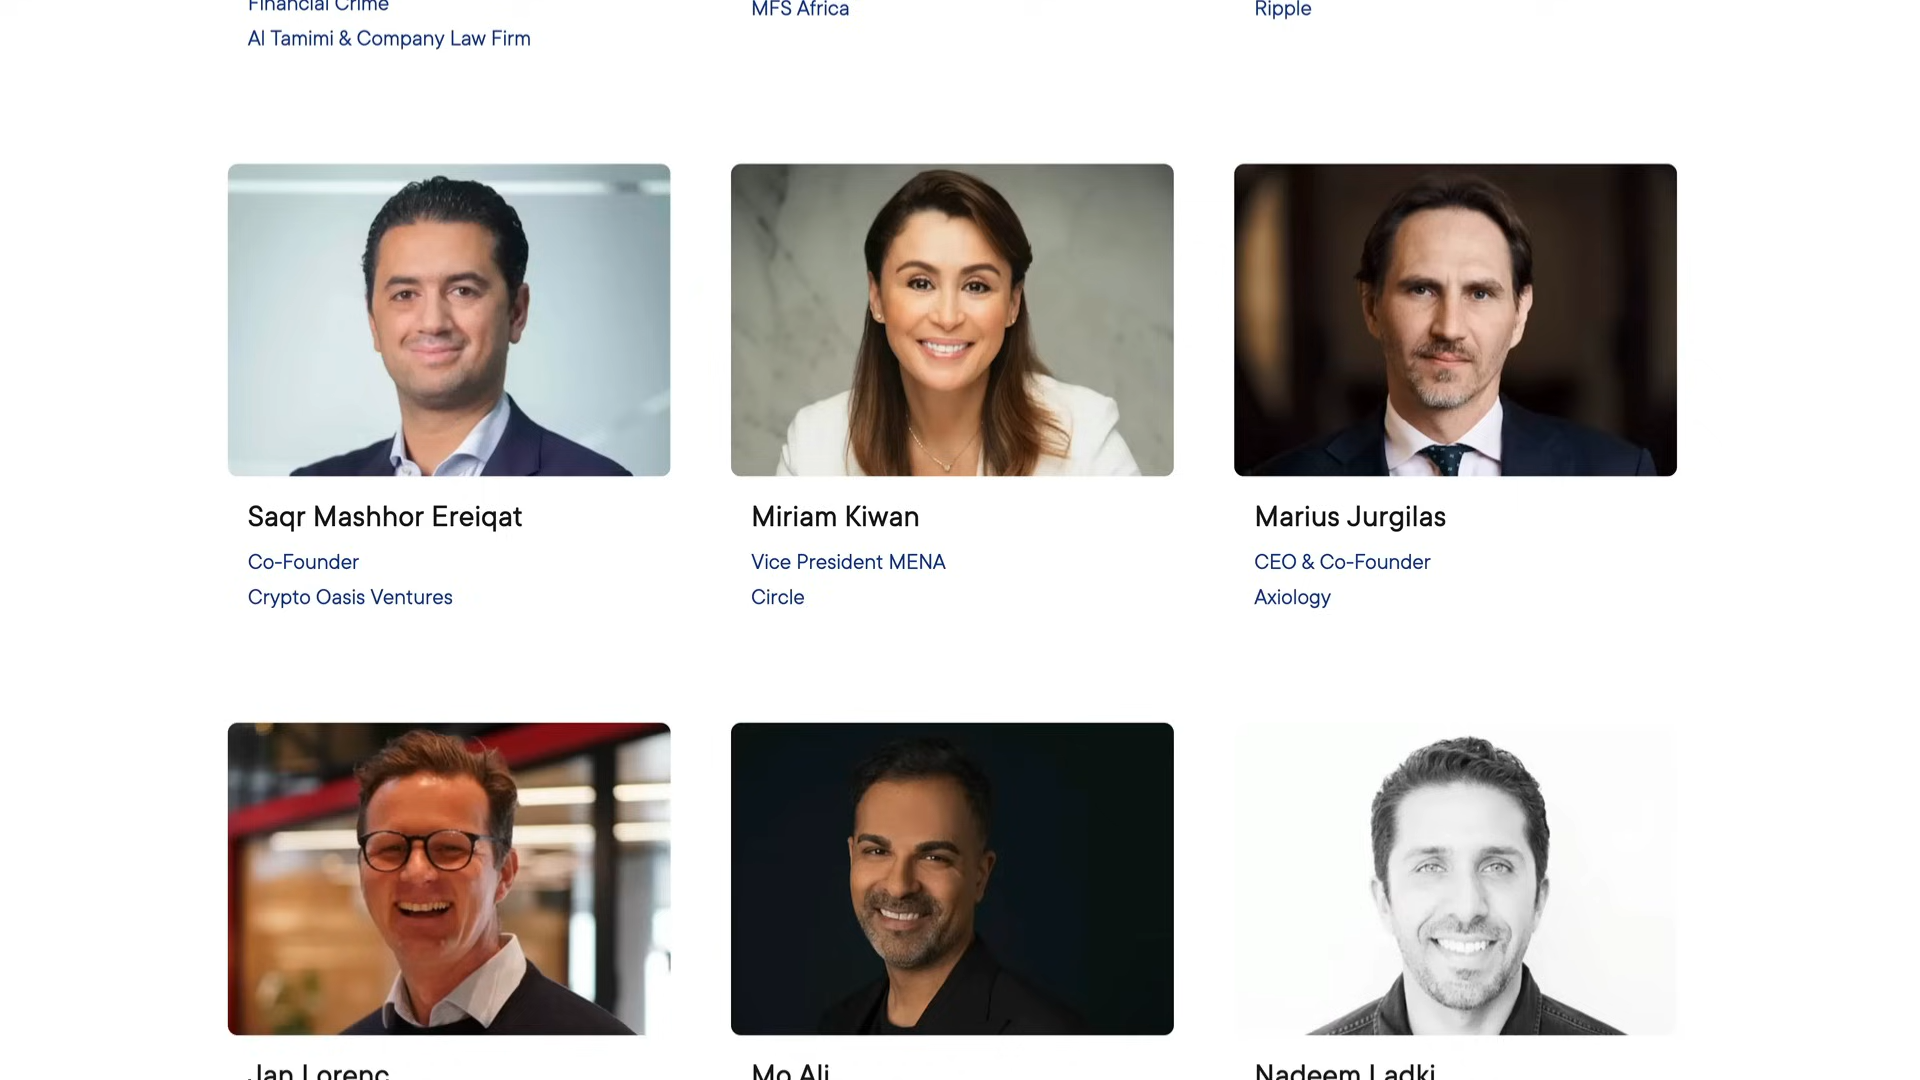 Financial Crime
Al Tamimi & Company Law Firm
MFS Africa
Ripple
Saqr Mashhor Ereiqat
Co-Founder
Crypto Oasis Ventures
Miriam Kiwan
Vice President MENA
Circle
Marius Jurgilas
CEO & Co-Founder
Axiology
Jan Lorenc
Mo Ali
Nadeem Ladki